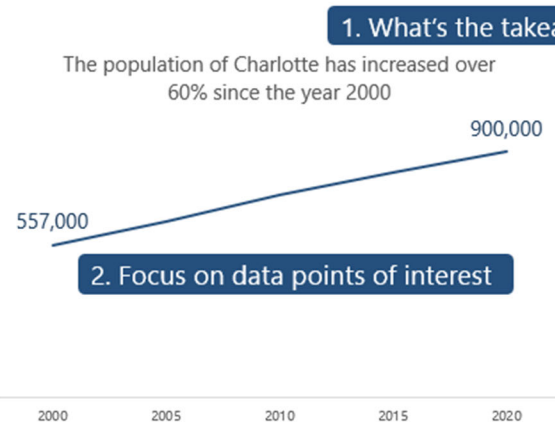 1. What's the
The population of Charlotte has increased over
60% since the year 2000
900,000
557,000
2. Focus on data points of interest
2000 2005 2010 2015 2020